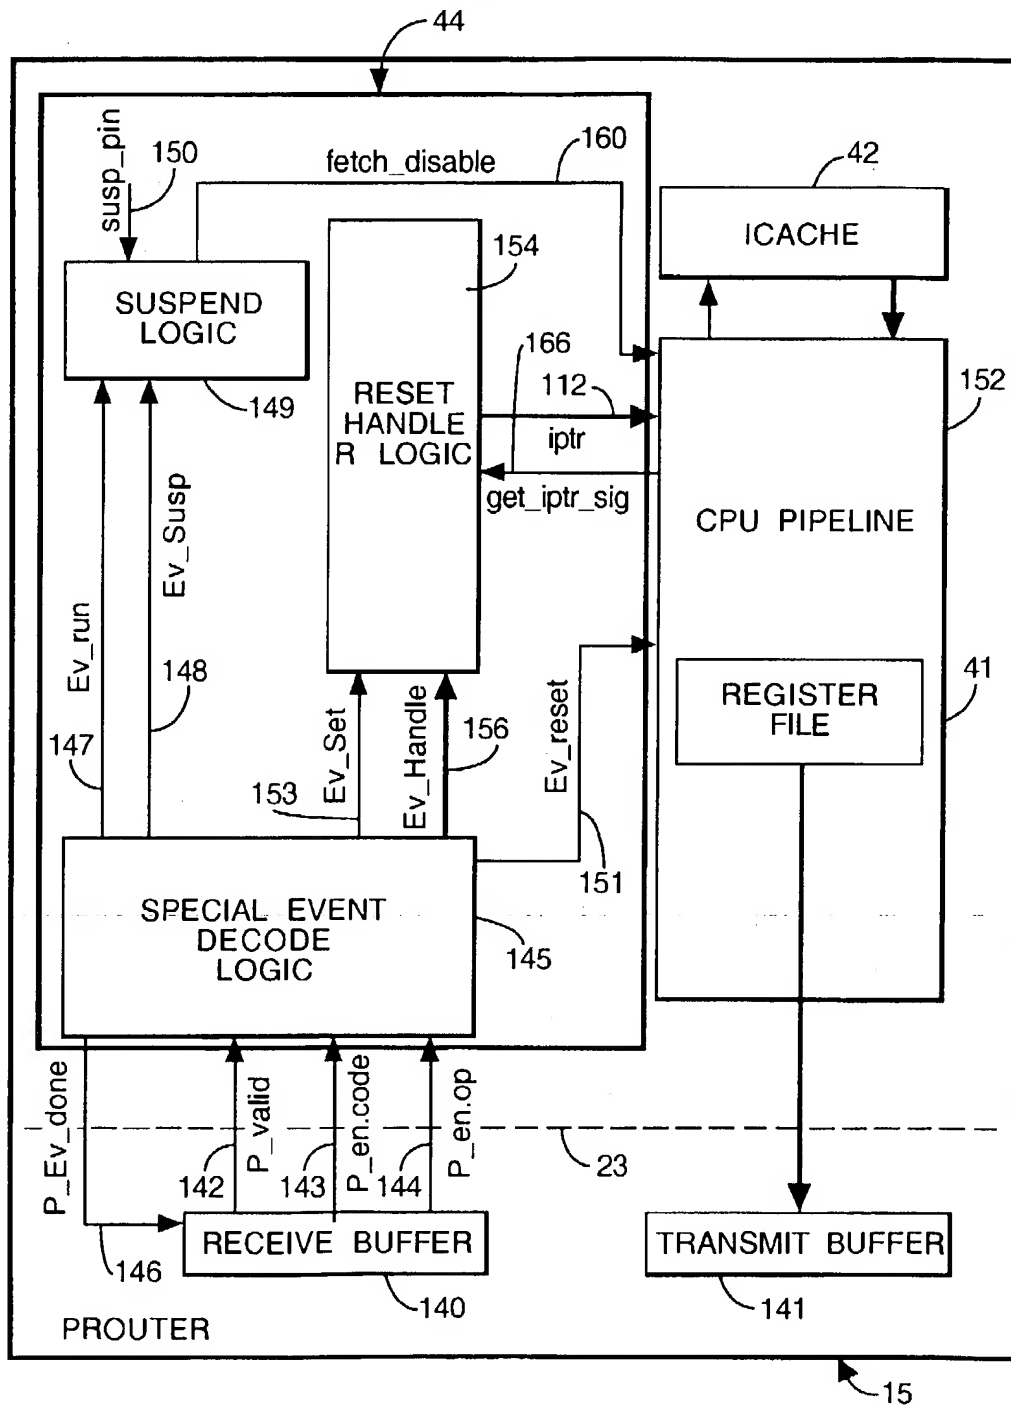 44
susp_pin
150
fetch_disable
160
42
ICACHE
SUSPEND
LOGIC
149
154
166
112
iptr
get_iptr_sig
RESET
HANDLE
R LOGIC
152
CPU PIPELINE
REGISTER
FILE
41
Ev_run
147
Ev_Susp
148
Ev_Set
153
Ev_Handle
156
Ev_reset
151
SPECIAL EVENT
DECODE
LOGIC
145
P_Ev_done
146
P_valid
142
P_en.code
143
P_en.op
144
23
RECEIVE BUFFER
140
TRANSMIT BUFFER
141
PROUTER
15